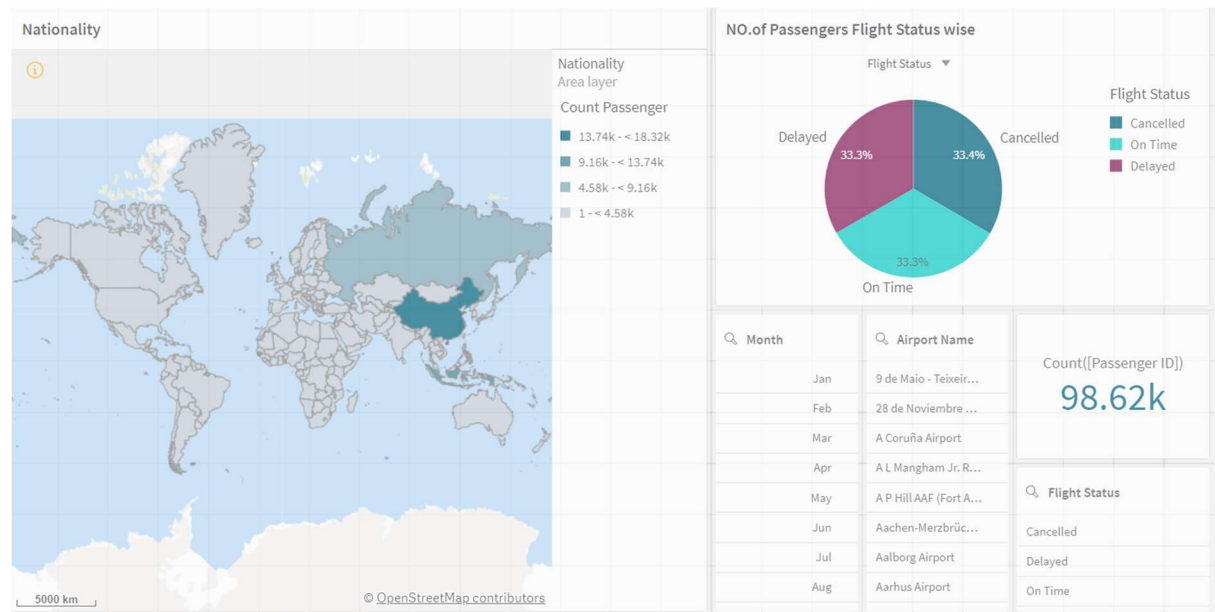 Nationality
Nationality
Area layer
Count Passenger
13.74k - < 18.32k
9.16k - < 13.74k
4.58k - < 9.16k
1 - < 4.58k
5000 km
© OpenStreetMap contributors
NO.of Passengers Flight Status wise
Flight Status
Delayed
Cancelled
33.3%
33.4%
33.3%
On Time
Flight Status
Cancelled
On Time
Delayed
Month
Jan
Feb
Mar
Apr
May
Jun
Jul
Aug
Airport Name
9 de Maio - Teixeir...
28 de Noviembre ...
A Coruña Airport
A L Mangham Jr. R...
A P Hill AAF (Fort A...
Aachen-Merzbrüc...
Aalborg Airport
Aarhus Airport
Count([Passenger ID])
98.62k
Flight Status
Cancelled
Delayed
On Time